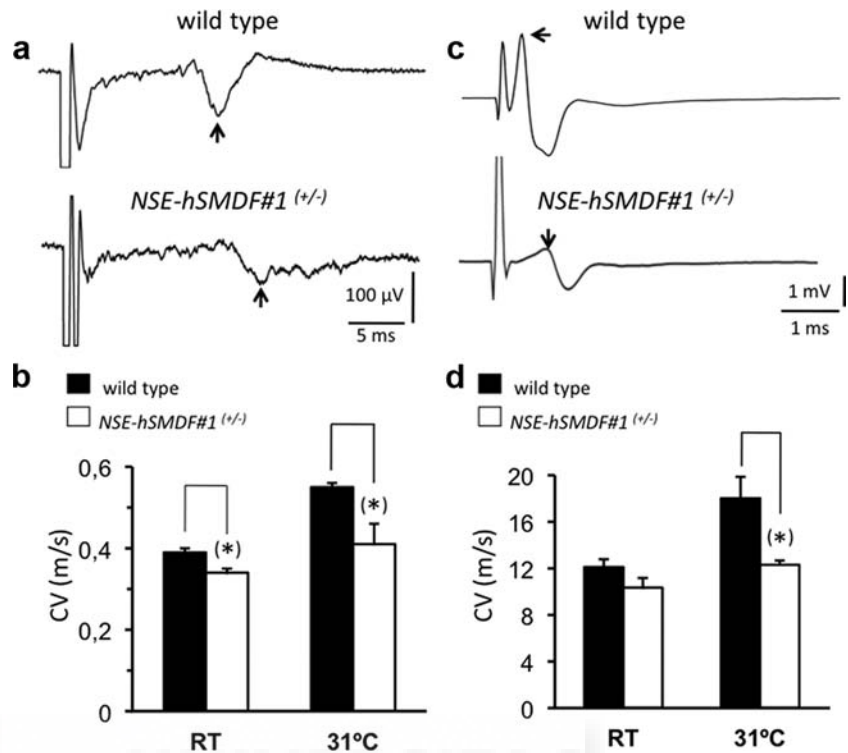 a
wild type
NSE-hSMDF#1 (+/-)
100 µV
5 ms
c
wild type
NSE-hSMDF#1 (+/-)
1 mV
1 ms
b
wild type
NSE-hSMDF#1 (+/-)
CV (m/s)
0,6
0,4
0,2
0
(*)
(*)
RT
31ºC
d
wild type
NSE-hSMDF#1 (+/-)
CV (m/s)
20
16
12
8
4
0
(*)
RT
31ºC